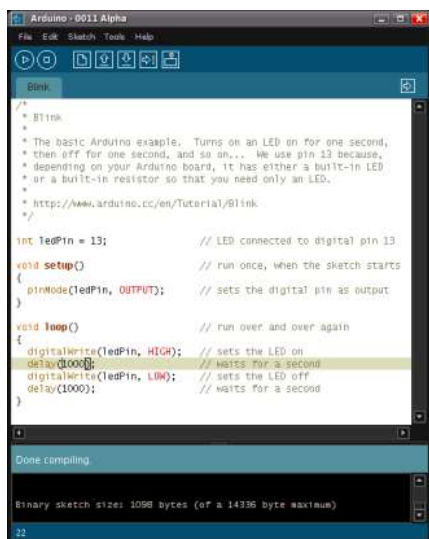 Arduino - 0011 Alpha
File Edit Sketch Tools Help
Blink
/*
* Blink
*
* The basic Arduino example. Turns on an LED on for one second,
* then off for one second, and so on... We use pin 13 because,
* depending on your Arduino board, it has either a built-in LED
* or a built-in resistor so that you need only an LED.
*
* http://www.arduino.cc/en/Tutorial/Blink
*/
int ledPin = 13; // LED connected to digital pin 13
void setup() // run once, when the sketch starts
{
pinMode(ledPin, OUTPUT); // sets the digital pin as output
}
void loop() // run over and over again
{
digitalWrite(ledPin, HIGH); // sets the LED on
delay(1000); // waits for a second
digitalWrite(ledPin, LOW); // sets the LED off
delay(1000); // waits for a second
}
Done compiling.
Binary sketch size: 1098 bytes (of a 14336 byte maximum)
22